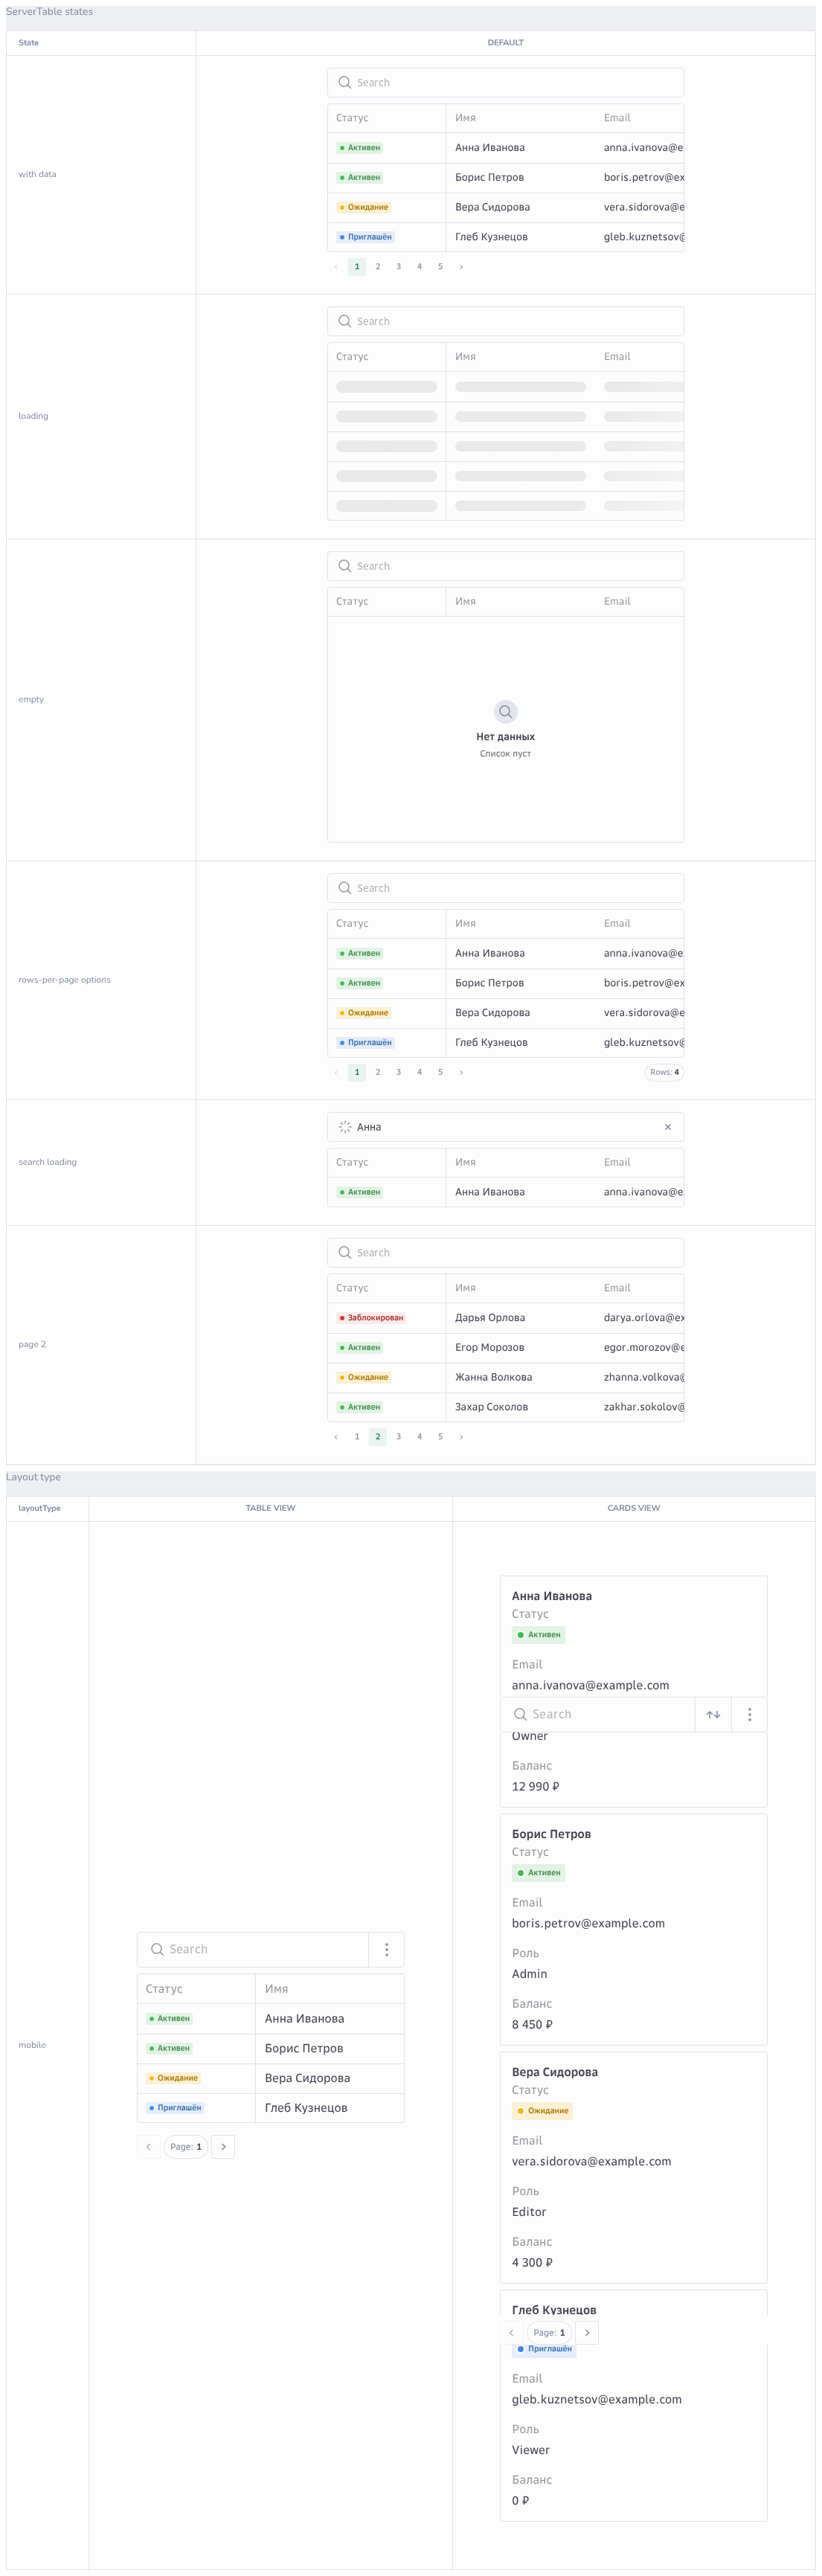 ServerTable states
State DEFAULT
with data
Search
Статус Имя Email
Активен Анна Иванова anna.ivanova@e
Активен Борис Петров boris.petrov@ex
Ожидание Вера Сидорова vera.sidorova@e
Приглашён Глеб Кузнецов gleb.kuznetsov@
‹ 1 2 3 4 5 ›
loading
Search
Статус Имя Email
empty
Search
Статус Имя Email
Нет данных
Список пуст
rows-per-page options
Search
Статус Имя Email
Активен Анна Иванова anna.ivanova@e
Активен Борис Петров boris.petrov@ex
Ожидание Вера Сидорова vera.sidorova@e
Приглашён Глеб Кузнецов gleb.kuznetsov@
‹ 1 2 3 4 5 › Rows: 4
search loading
Анна ×
Статус Имя Email
Активен Анна Иванова anna.ivanova@e
page 2
Search
Статус Имя Email
Заблокирован Дарья Орлова darya.orlova@ex
Активен Егор Морозов egor.morozov@e
Ожидание Жанна Волкова zhanna.volkova@
Активен Захар Соколов zakhar.sokolov@
‹ 1 2 3 4 5 ›
Layout type
layoutType TABLE VIEW CARDS VIEW
mobile
Search
Статус Имя
Активен Анна Иванова
Активен Борис Петров
Ожидание Вера Сидорова
Приглашён Глеб Кузнецов
‹ Page: 1 ›
Анна Иванова
Статус
Активен
Email
anna.ivanova@example.com
Search
Owner
Баланс
12 990 ₽
Борис Петров
Статус
Активен
Email
boris.petrov@example.com
Роль
Admin
Баланс
8 450 ₽
Вера Сидорова
Статус
Ожидание
Email
vera.sidorova@example.com
Роль
Editor
Баланс
4 300 ₽
Глеб Кузнецов
‹ Page: 1 ›
Приглашён
Email
gleb.kuznetsov@example.com
Роль
Viewer
Баланс
0 ₽